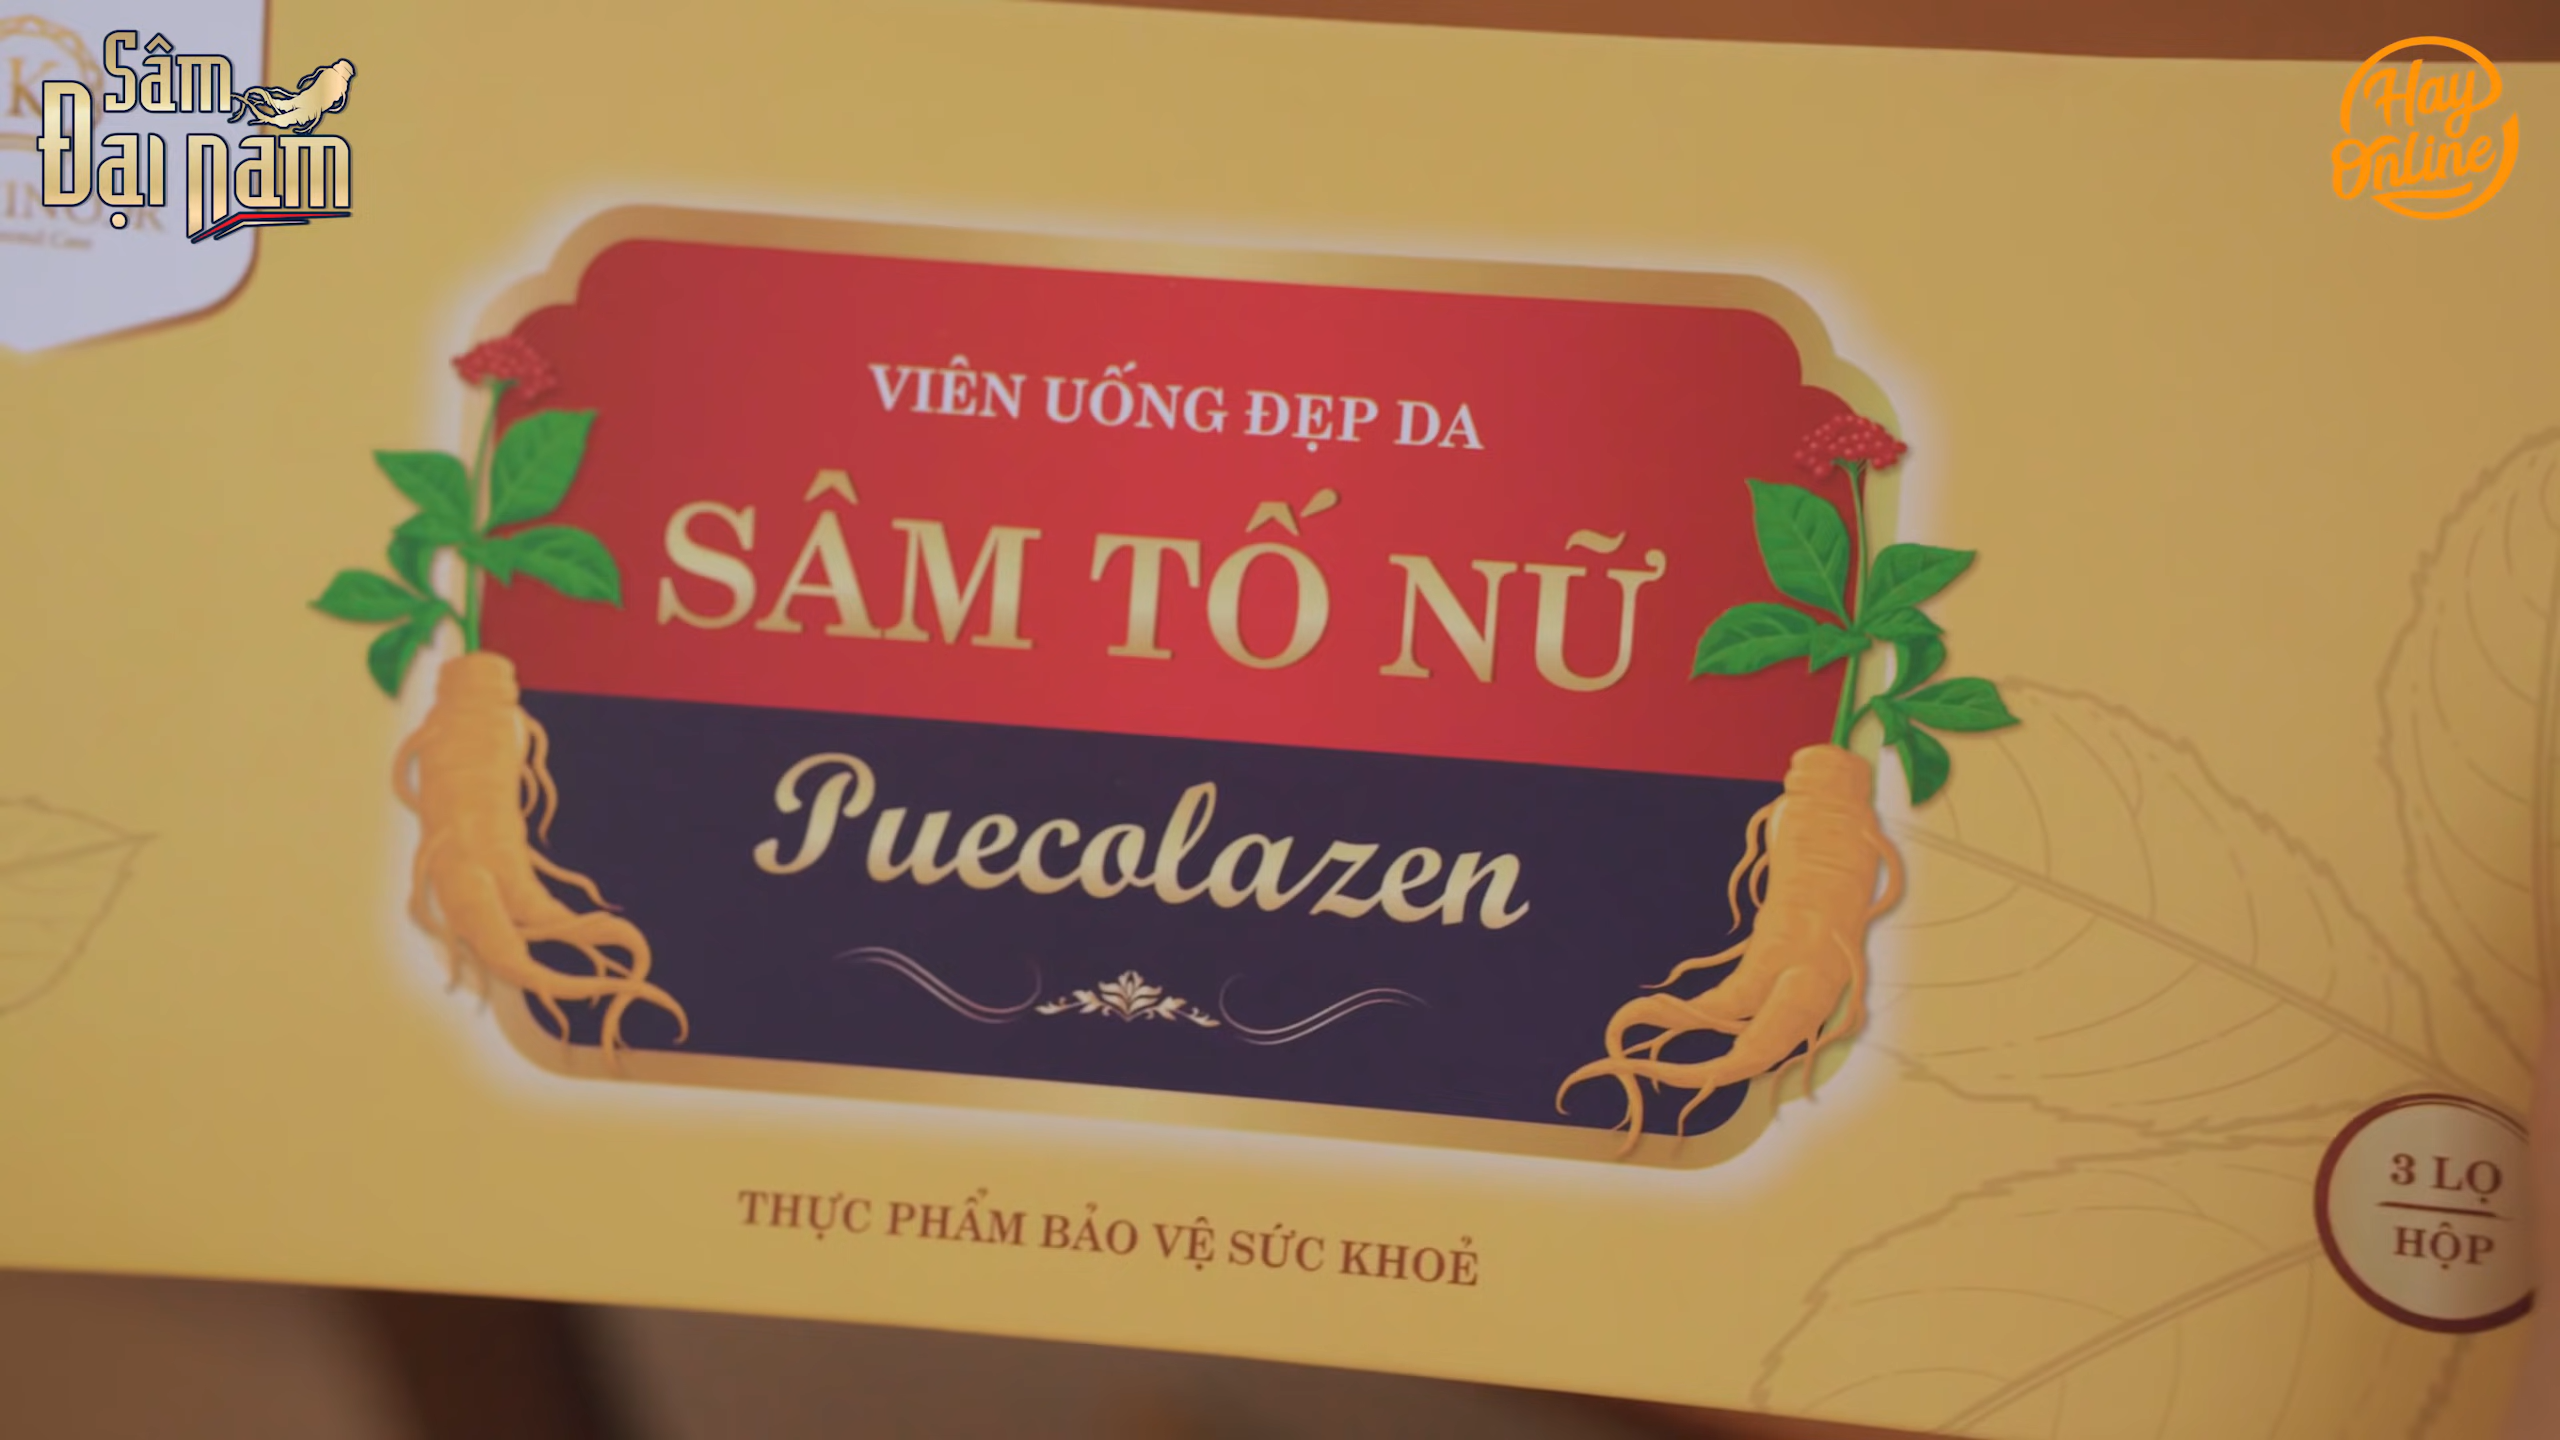 Sâm
Đại nam
Hay
Online
K
VIÊN UỐNG ĐẸP DA
SÂM TỐ NỮ
Puecolazen
THỰC PHẨM BẢO VỆ SỨC KHOẺ
3 LỌ
HỘP